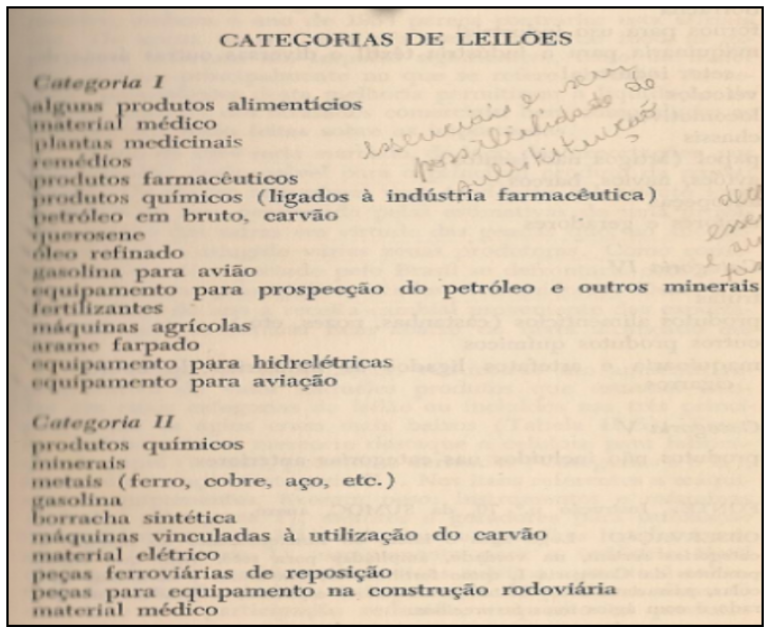 CATEGORIAS DE LEILÕES
Categoria I
alguns produtos alimentícios
material médico
plantas medicinais
remédios
produtos farmacêuticos
produtos químicos (ligados à indústria farmacêutica)
petróleo em bruto, carvão
querosene
óleo refinado
gasolina para avião
equipamento para prospecção do petróleo e outros minerais
fertilizantes
máquinas agrícolas
arame farpado
equipamento para hidrelétricas
equipamento para aviação
essenciais e sem
possibilidade de
substituição
Categoria II
produtos químicos
minerais
metais (ferro, cobre, aço, etc.)
gasolina
borracha sintética
máquinas vinculadas à utilização do carvão
material elétrico
peças ferroviárias de reposição
peças para equipamento na construção rodoviária
material médico